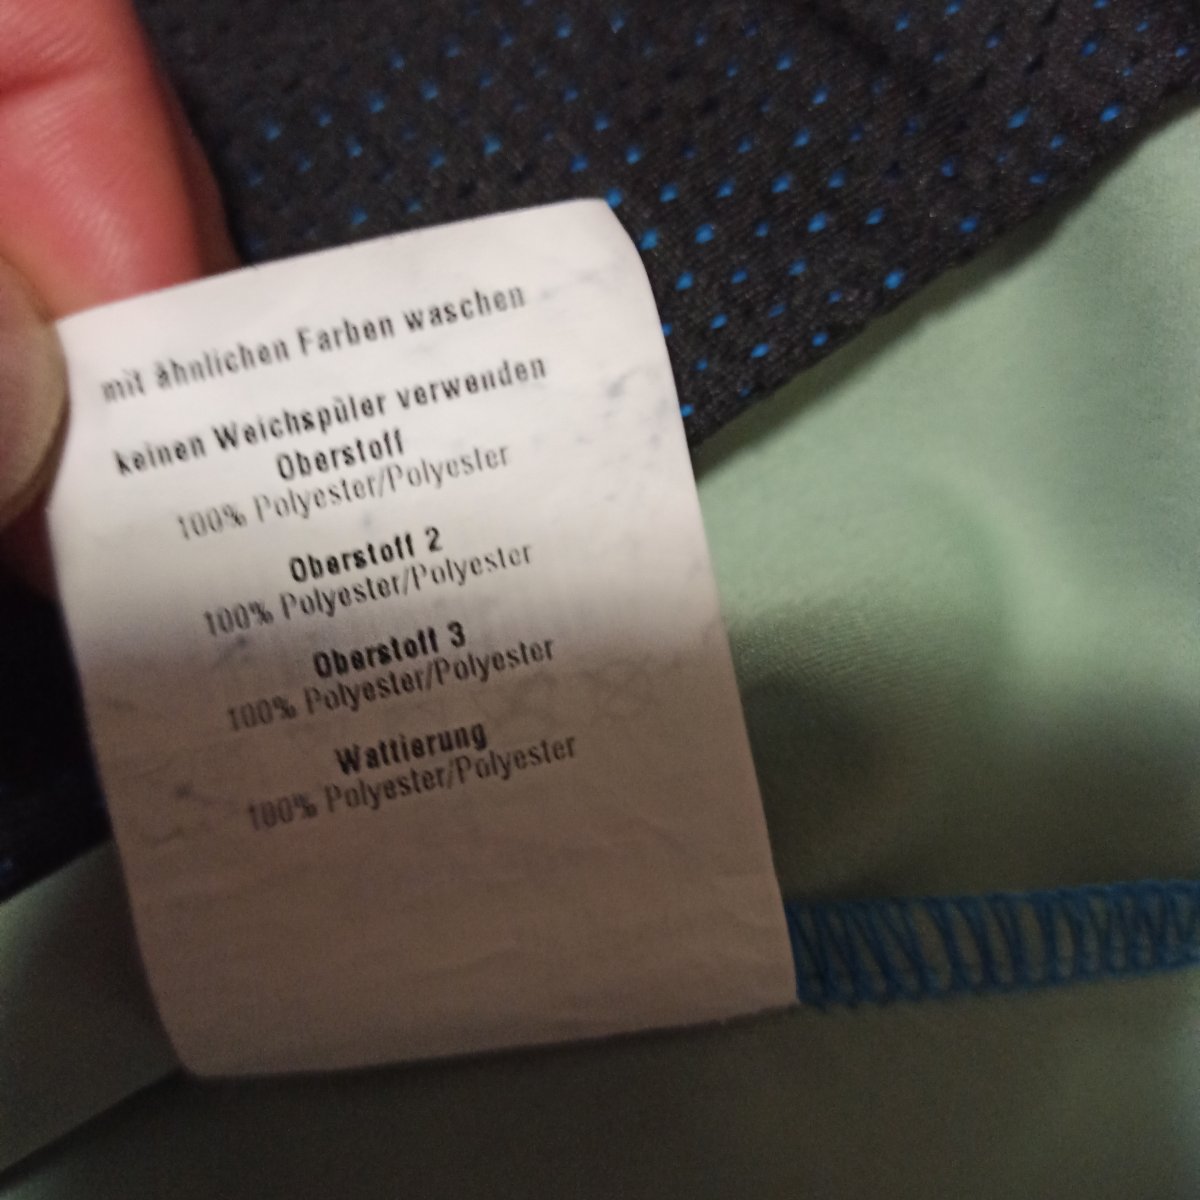 mit ähnlichen Farben waschen
keinen Weichspüler verwenden
Oberstoff
100% Polyester/Polyester
Oberstoff 2
100% Polyester/Polyester
Oberstoff 3
100% Polyester/Polyester
Wattierung
100% Polyester/Polyester